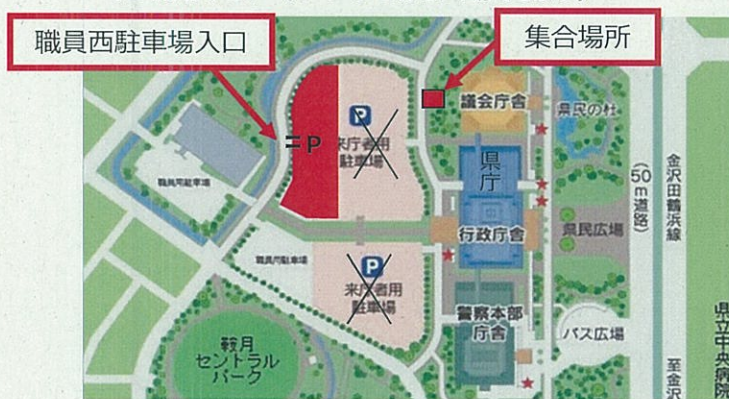 職員西駐車場入口
集合場所
P
P
来庁者用
駐車場
議会庁舎
県民の杜
県庁
行政庁舎
県民広場
金沢田鶴浜線
(50m道路)
職員用駐車場
職員用駐車場
P
来庁者用
駐車場
警察本部
庁舎
バス広場
鞍月
セントラル
パーク
県立中央病院
至金沢